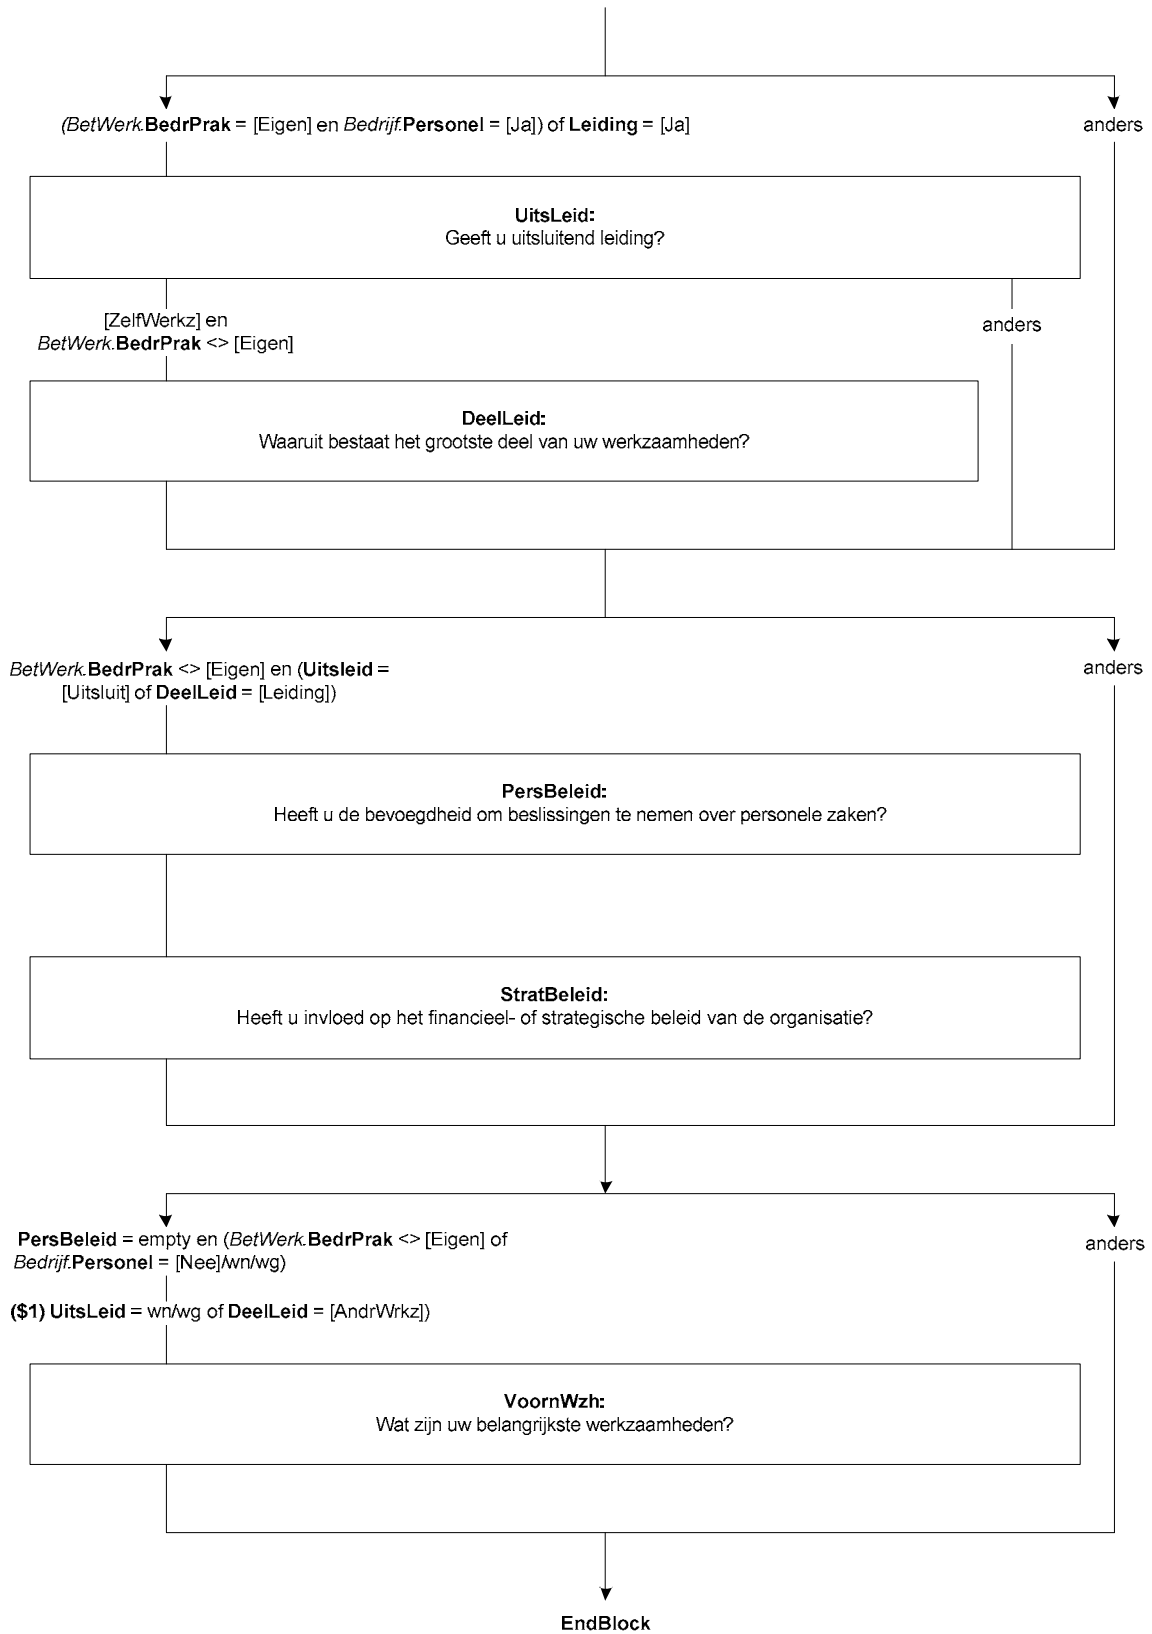 (BetWerk.BedrPrak = [Eigen] en Bedrijf.Personel = [Ja]) of Leiding = [Ja]
anders
UitsLeid:
Geeft u uitsluitend leiding?
[ZelfWerkz] en
BetWerk.BedrPrak <> [Eigen]
anders
DeelLeid:
Waaruit bestaat het grootste deel van uw werkzaamheden?
BetWerk.BedrPrak <> [Eigen] en (Uitsleid =
[Uitsluit] of DeelLeid = [Leiding])
anders
PersBeleid:
Heeft u de bevoegdheid om beslissingen te nemen over personele zaken?
StratBeleid:
Heeft u invloed op het financieel- of strategische beleid van de organisatie?
PersBeleid = empty en (BetWerk.BedrPrak <> [Eigen] of
Bedrijf.Personel = [Nee]/wn/wg)
anders
($1) UitsLeid = wn/wg of DeelLeid = [AndrWrkz])
VoornWzh:
Wat zijn uw belangrijkste werkzaamheden?
EndBlock